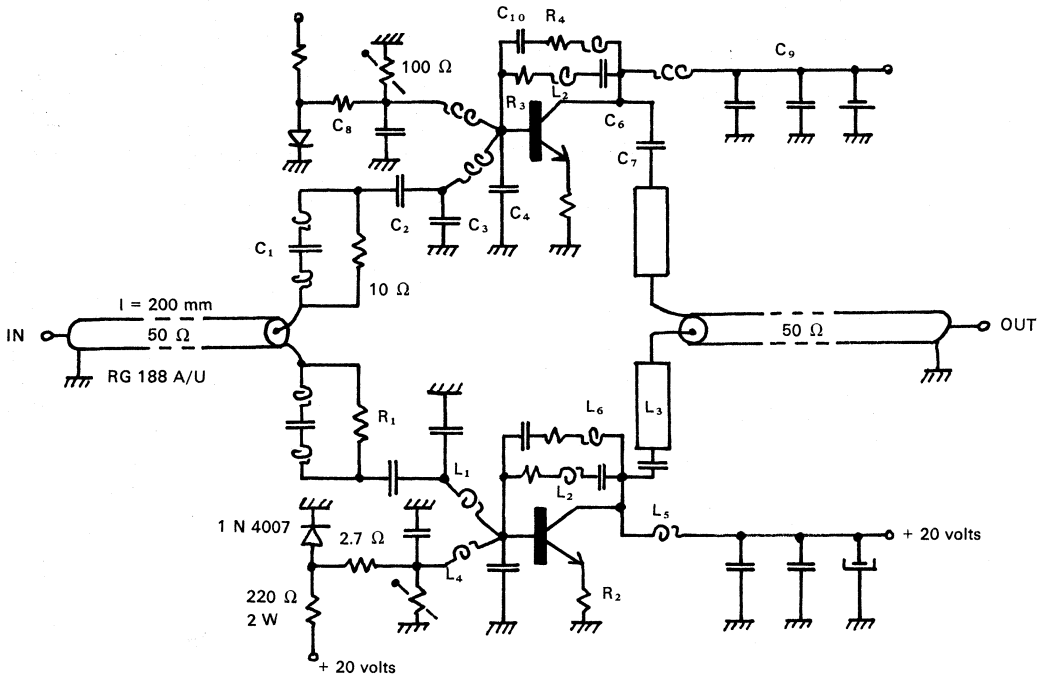 C₁₀
R₄
C₉
100 Ω
L₂
R₃
C₈
C₆
C₇
C₂
C₃
C₄
C₁
10 Ω
l = 200 mm
IN
50 Ω
50 Ω
OUT
RG 188 A/U
R₁
L₃
L₆
L₁
L₂
L₅
1 N 4007
2.7 Ω
+ 20 volts
L₄
220 Ω
2 W
R₂
+ 20 volts